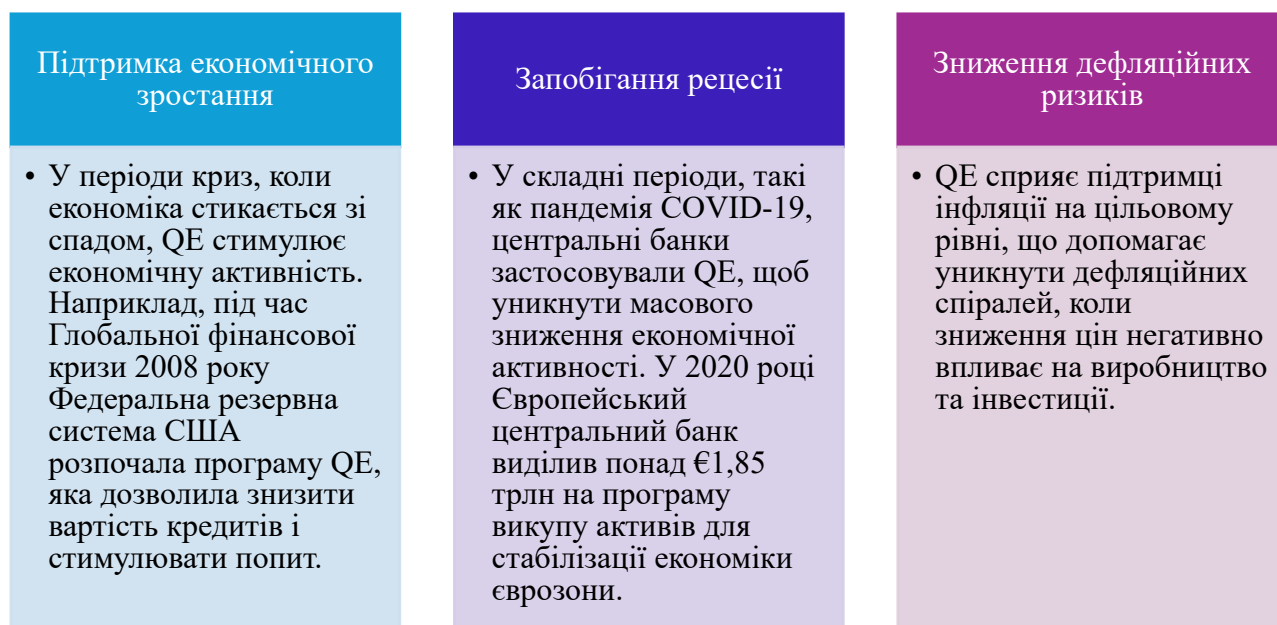 Підтримка економічного
зростання
• У періоди криз, коли
економіка стикається зі
спадом, QE стимулює
економічну активність.
Наприклад, під час
Глобальної фінансової
кризи 2008 року
Федеральна резервна
система США
розпочала програму QE,
яка дозволила знизити
вартість кредитів і
стимулювати попит.
Запобігання рецесії
• У складні періоди, такі
як пандемія COVID-19,
центральні банки
застосовували QE, щоб
уникнути масового
зниження економічної
активності. У 2020 році
Європейський
центральний банк
виділив понад €1,85
трлн на програму
викупу активів для
стабілізації економіки
єврозони.
Зниження дефляційних
ризиків
• QE сприяє підтримці
інфляції на цільовому
рівні, що допомагає
уникнути дефляційних
спіралей, коли
зниження цін негативно
впливає на виробництво
та інвестиції.